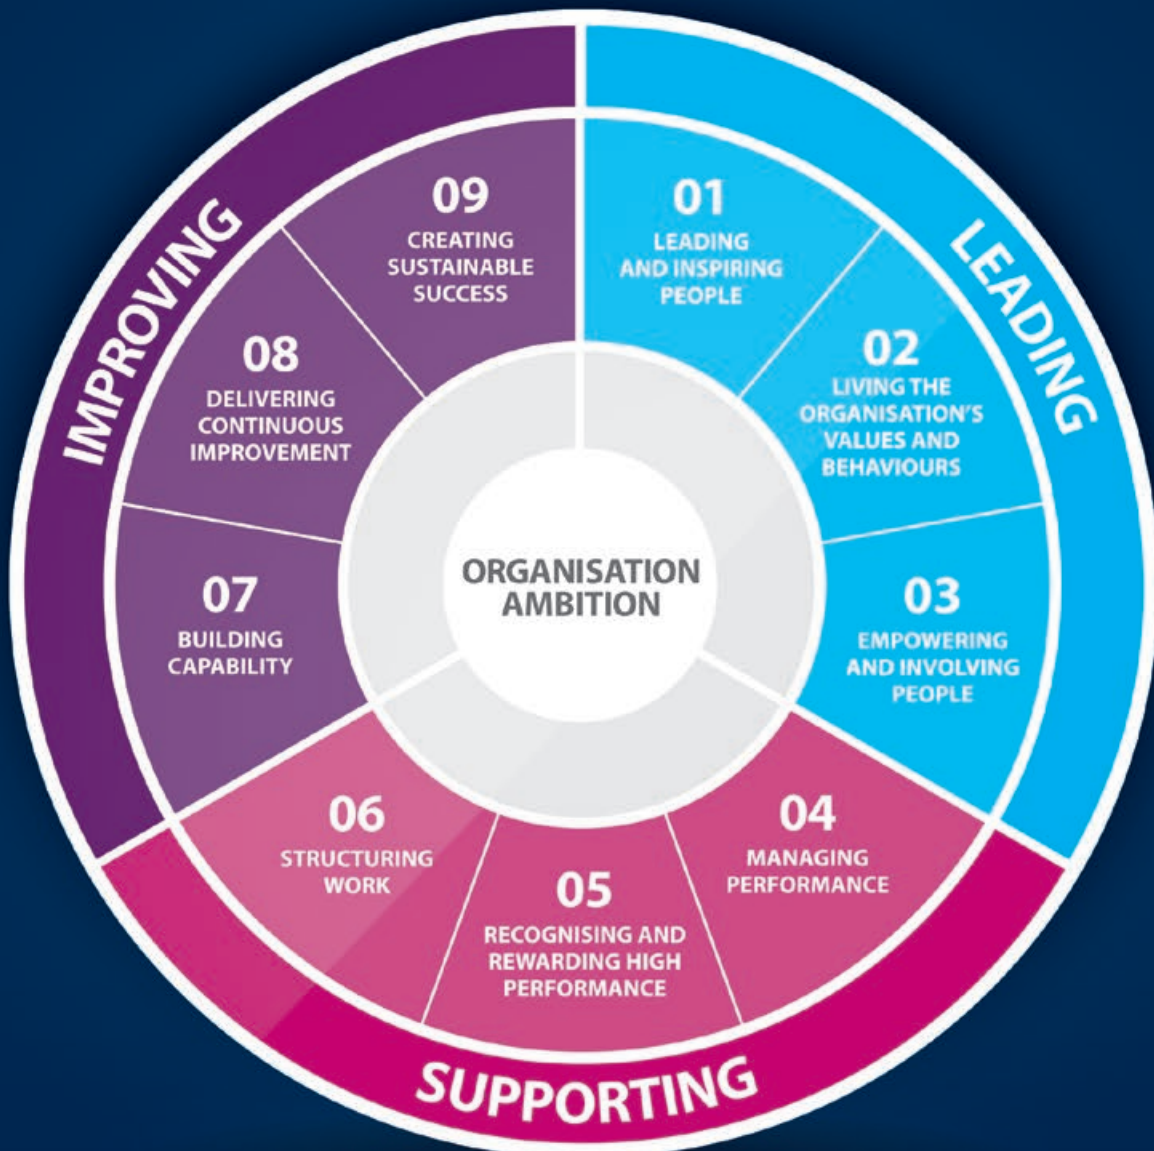 IMPROVING
LEADING
SUPPORTING
01
LEADING
AND INSPIRING
PEOPLE
02
LIVING THE
ORGANISATION'S
VALUES AND
BEHAVIOURS
03
EMPOWERING
AND INVOLVING
PEOPLE
04
MANAGING
PERFORMANCE
05
RECOGNISING AND
REWARDING HIGH
PERFORMANCE
06
STRUCTURING
WORK
07
BUILDING
CAPABILITY
08
DELIVERING
CONTINUOUS
IMPROVEMENT
09
CREATING
SUSTAINABLE
SUCCESS
ORGANISATION
AMBITION